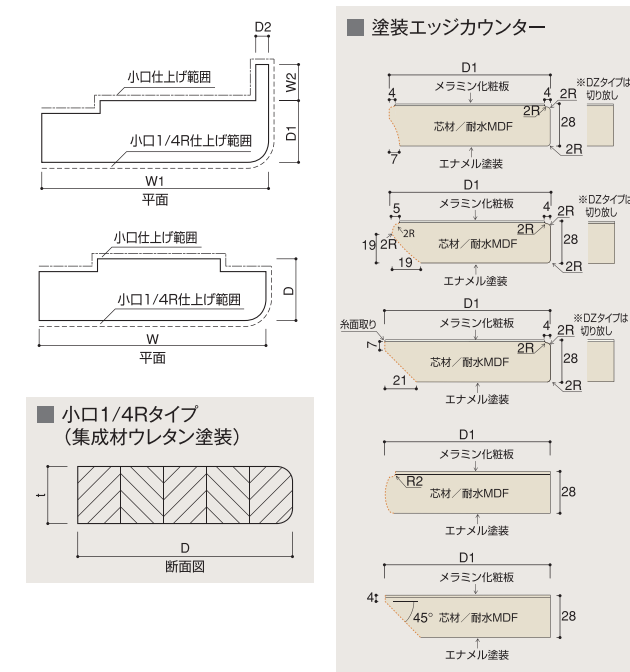 D2
小口仕上げ範囲
W2
小口1/4R仕上げ範囲
D1
W1
平面
小口仕上げ範囲
小口1/4R仕上げ範囲
D
W
平面
小口1/4Rタイプ
(集成材ウレタン塗装)
t
D
断面図
塗装エッジカウンター
D1
メラミン化粧板
※DZタイプは
切り放し
4
4
2R
2R
芯材/耐水MDF
28
7
エナメル塗装
2R
D1
メラミン化粧板
※DZタイプは
切り放し
5
4
2R
2R
2R
2R
19
芯材/耐水MDF
28
19
2R
エナメル塗装
D1
糸面取り
メラミン化粧板
※DZタイプは
切り放し
4
2R
2R
7
芯材/耐水MDF
28
21
2R
エナメル塗装
D1
メラミン化粧板
R2
芯材/耐水MDF
28
エナメル塗装
D1
メラミン化粧板
4
45°
芯材/耐水MDF
28
エナメル塗装